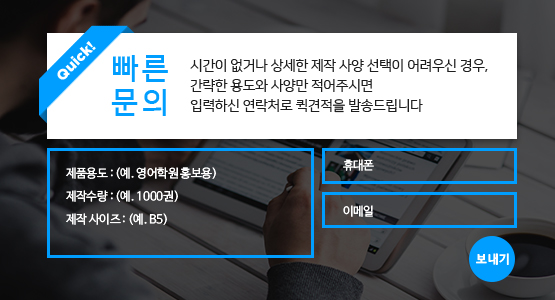 Quick!
빠른
문의
시간이 없거나 상세한 제작 사양 선택이 어려우신 경우,
간략한 용도와 사양만 적어주시면
입력하신 연락처로 퀵견적을 발송드립니다
제품용도 : (예. 영어학원 홍보용)
제작수량 : (예. 1000권)
제작 사이즈 : (예. B5)
휴대폰
이메일
보내기